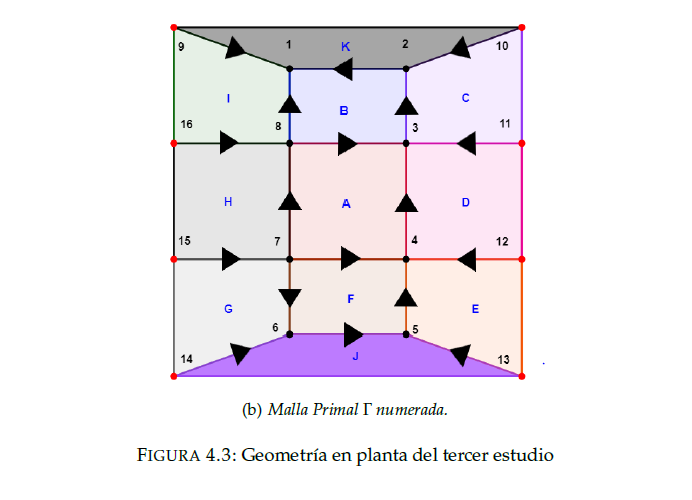 9 1 K 2 10
I B C
16 8 3 11
H A D
15 7 4 12
G F E
6 5
14 J 13
(b) Malla Primal Γ numerada.
FIGURA 4.3: Geometría en planta del tercer estudio